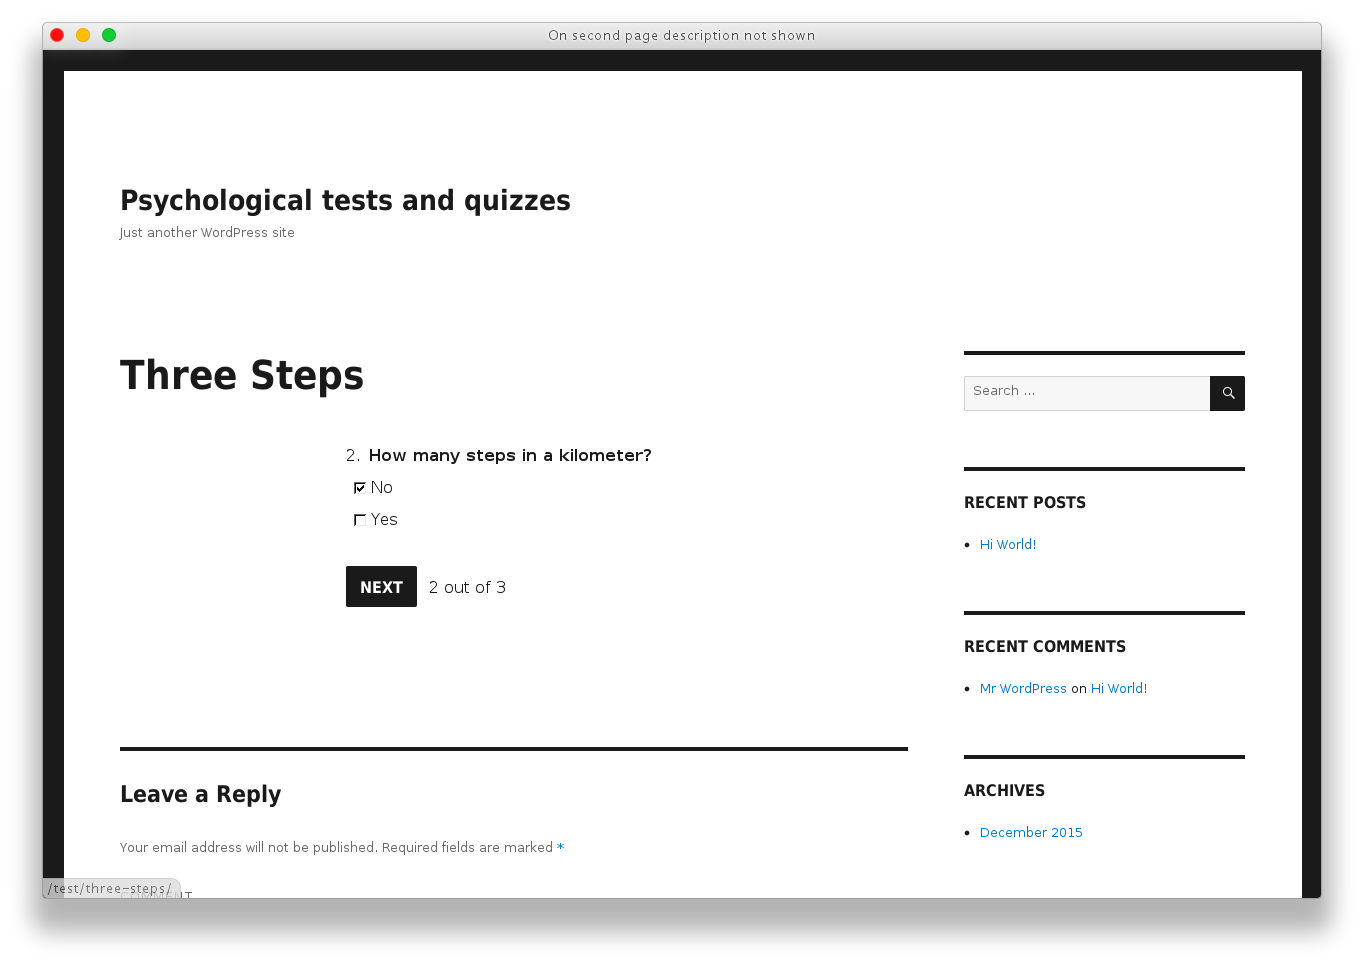 On second page description not shown
Psychological tests and quizzes
Just another WordPress site
Three Steps
2. How many steps in a kilometer?
No
Yes
NEXT 2 out of 3
Search ...
RECENT POSTS
Hi World!
RECENT COMMENTS
Mr WordPress on Hi World!
ARCHIVES
December 2015
Leave a Reply
Your email address will not be published. Required fields are marked *
COMMENT
/test/three-steps/